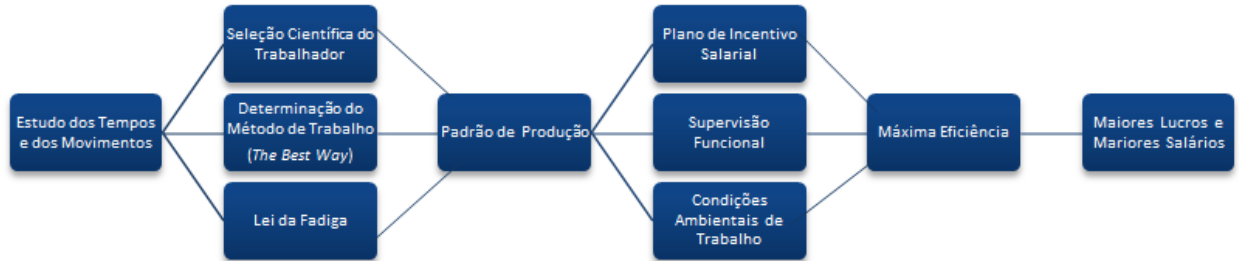 Estudo dos Tempos
e dos Movimentos
Seleção Científica do
Trabalhador
Determinação do
Método de Trabalho
(The Best Way)
Lei da Fadiga
Padrão de Produção
Plano de Incentivo
Salarial
Supervisão
Funcional
Condições
Ambientais de
Trabalho
Máxima Eficiência
Maiores Lucros e
Mariores Salários